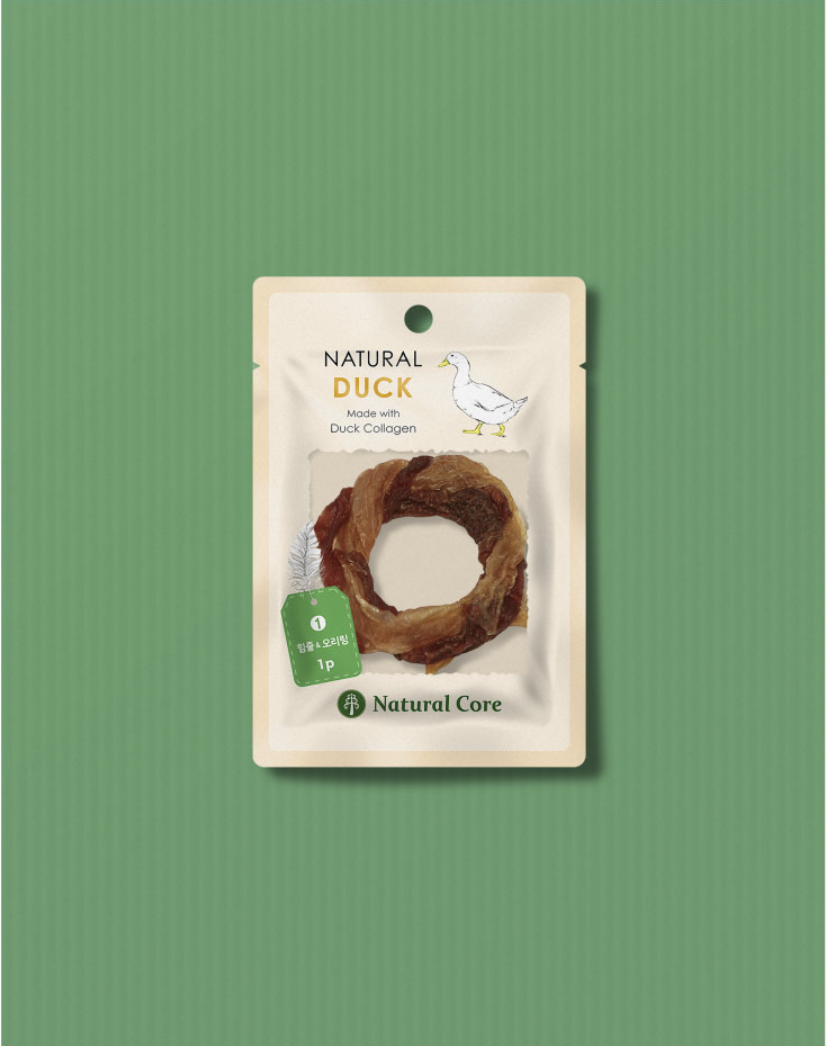 NATURAL
DUCK
Made with
Duck Collagen
1
힘줄&오리링
1p
Natural Core